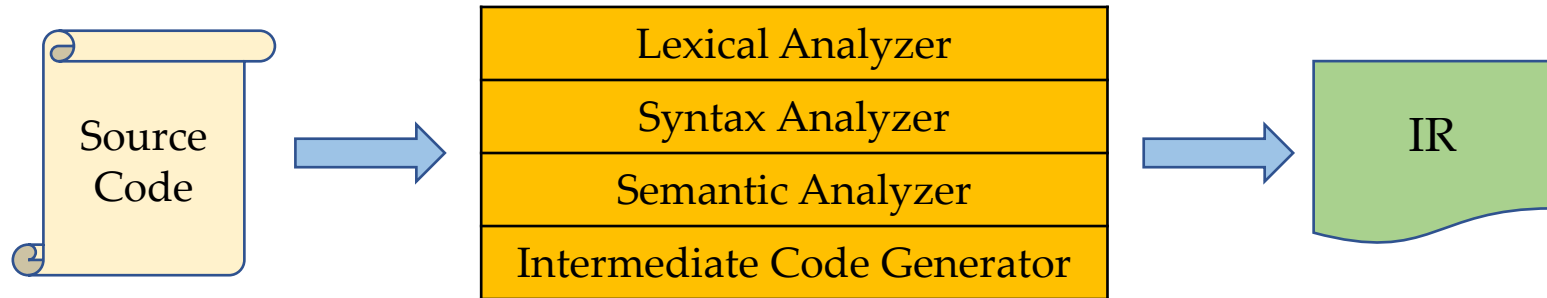 Source
Code
Lexical Analyzer
Syntax Analyzer
Semantic Analyzer
Intermediate Code Generator
IR